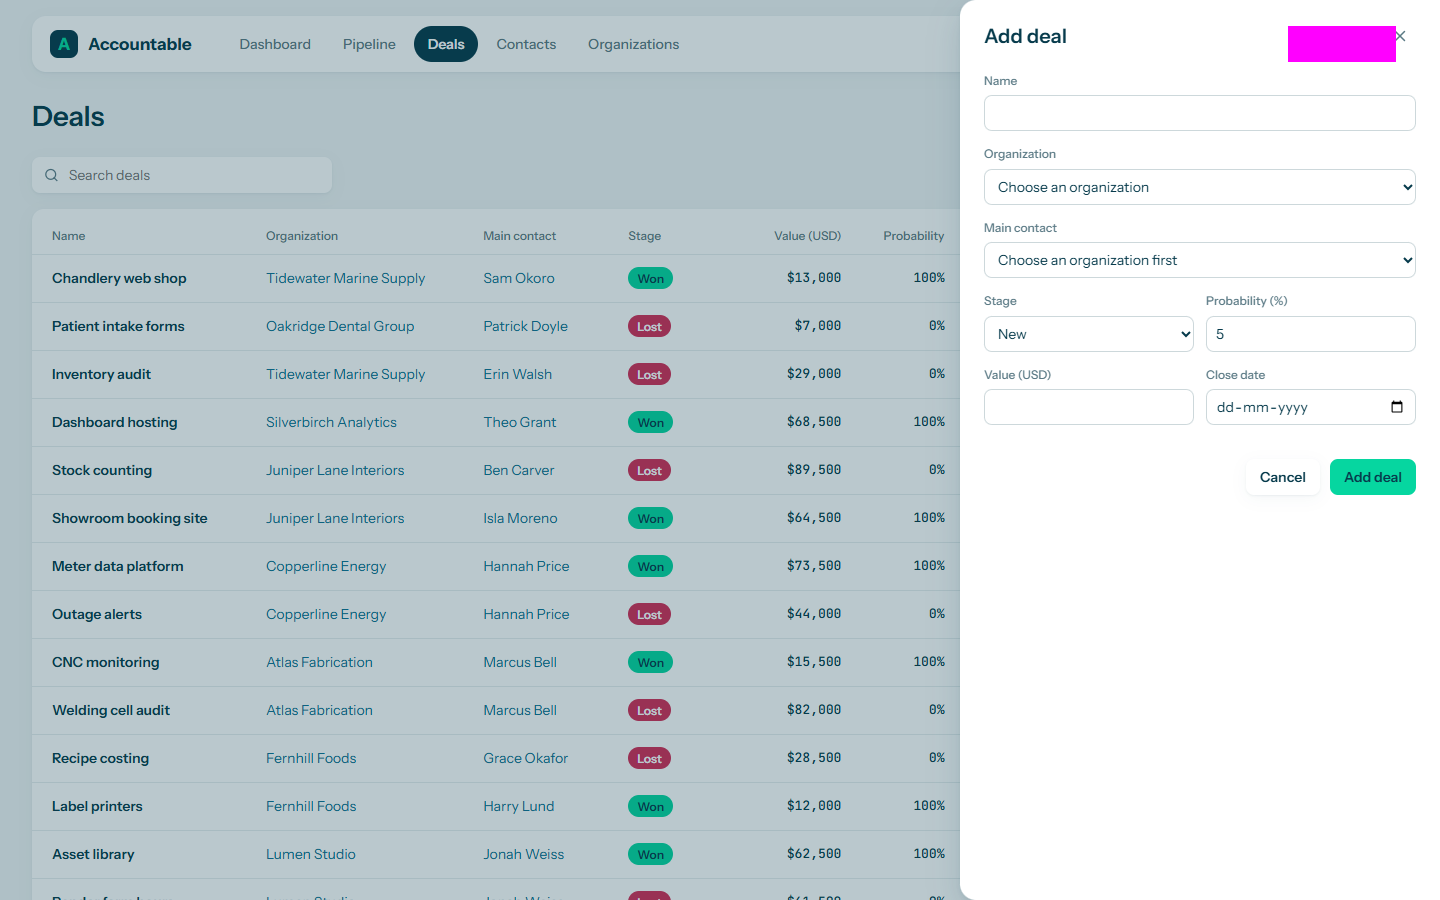 A Accountable Dashboard Pipeline Deals Contacts Organizations
Deals
Search deals
Name Organization Main contact Stage Value (USD) Probability
Chandlery web shop Tidewater Marine Supply Sam Okoro Won $13,000 100%
Patient intake forms Oakridge Dental Group Patrick Doyle Lost $7,000 0%
Inventory audit Tidewater Marine Supply Erin Walsh Lost $29,000 0%
Dashboard hosting Silverbirch Analytics Theo Grant Won $68,500 100%
Stock counting Juniper Lane Interiors Ben Carver Lost $89,500 0%
Showroom booking site Juniper Lane Interiors Isla Moreno Won $64,500 100%
Meter data platform Copperline Energy Hannah Price Won $73,500 100%
Outage alerts Copperline Energy Hannah Price Lost $44,000 0%
CNC monitoring Atlas Fabrication Marcus Bell Won $15,500 100%
Welding cell audit Atlas Fabrication Marcus Bell Lost $82,000 0%
Recipe costing Fernhill Foods Grace Okafor Lost $28,500 0%
Label printers Fernhill Foods Harry Lund Won $12,000 100%
Asset library Lumen Studio Jonah Weiss Won $62,500 100%
Add deal
Name
Organization
Choose an organization
Main contact
Choose an organization first
Stage Probability (%)
New 5
Value (USD) Close date
dd-mm-yyyy
Cancel Add deal